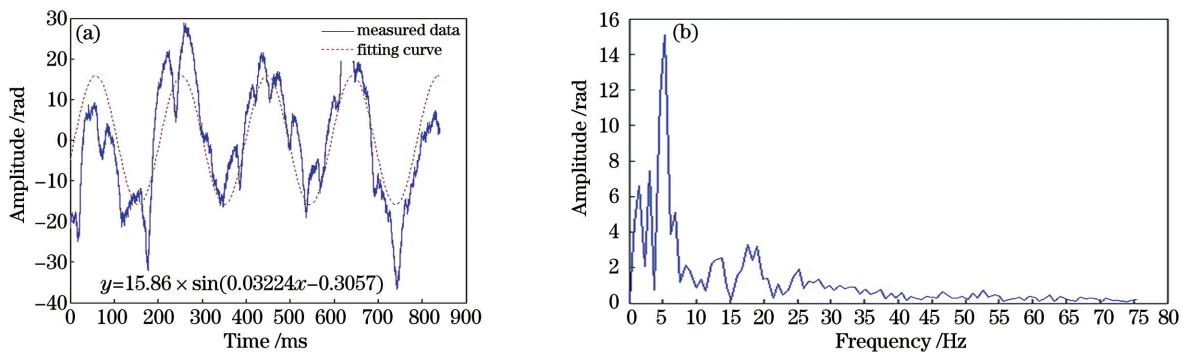 (a)
measured data
fitting curve
30
20
10
0
−10
−20
−30
−40
Amplitude /rad
y=15.86 × sin(0.03224x−0.3057)
0 100 200 300 400 500 600 700 800 900
Time /ms
(b)
16
14
12
10
8
6
4
2
0
Amplitude /rad
0 5 10 15 20 25 30 35 40 45 50 55 60 65 70 75 80
Frequency /Hz